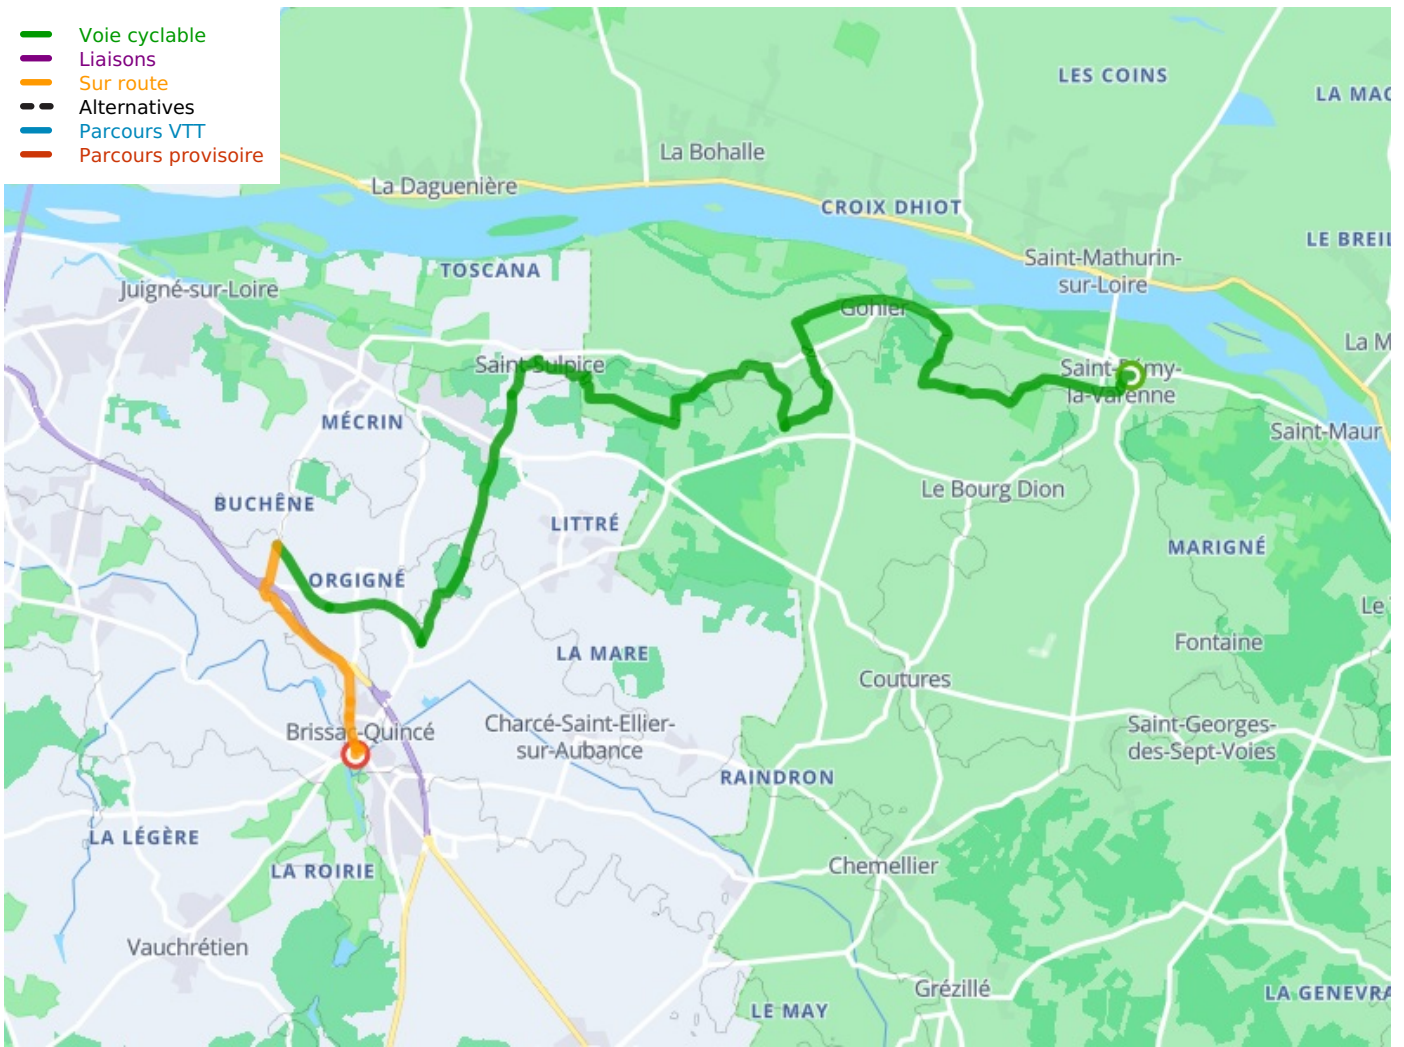 Voie cyclable
Liaisons
Sur route
Alternatives
Parcours VTT
Parcours provisoire
LES COINS
LA MAC
La Bohalle
La Daguenière
CROIX DHIOT
LE BREIL
Saint-Mathurin-
sur-Loire
TOSCANA
Juigné-sur-Loire
Gohier
La M
Saint-Sulpice
Saint-Rémy-
la-Varenne
MÉCRIN
Saint-Maur
Le Bourg Dion
BUCHÊNE
LITTRÉ
MARIGNÉ
ORGIGNÉ
Le
Fontaine
LA MARE
Coutures
Brissac-Quincé
Charcé-Saint-Ellier-
sur-Aubance
Saint-Georges-
des-Sept-Voies
RAINDRON
LA LÉGÈRE
LA ROIRIE
Chemellier
Vauchrétien
Grézillé
LA GENEVRA
LE MAY